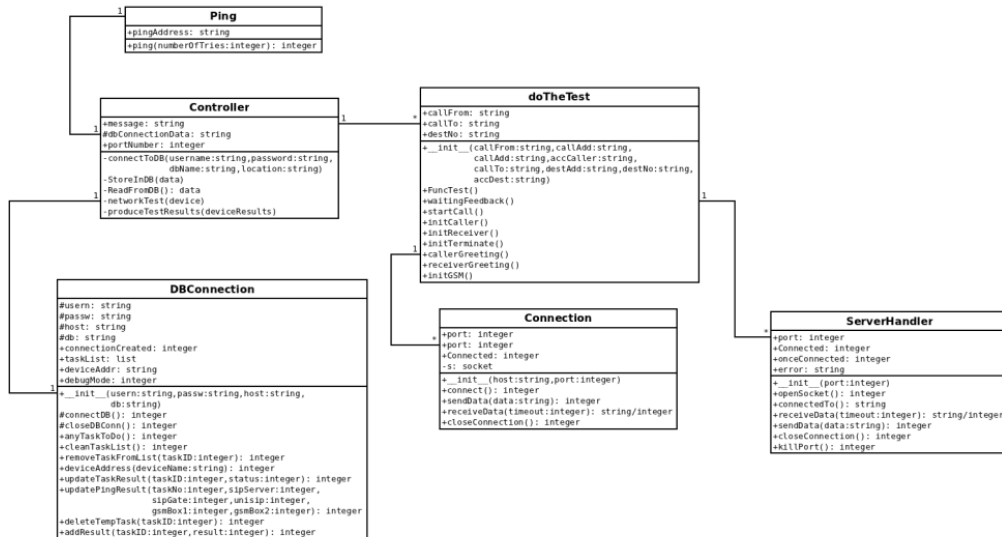 Ping
+pingAddress: string
+ping(numberOfTries:integer): integer
1
1
Controller
+message: string
#dbConnectionData: string
+portNumber: integer
-connectToDB(username:string,password:string,
dbName:string,location:string)
-StoreInDB(data)
-ReadFromDB(): data
-networkTest(device)
-produceTestResults(deviceResults)
1
*
1
1
doTheTest
+callFrom: string
+callTo: string
+destNo: string
+__init__(callFrom:string,callAdd:string,
callAdd:string,accCaller:string,
callTo:string,destAdd:string,destNo:string,
accDest:string)
+FuncTest()
+waitingFeedback()
+startCall()
+initCaller()
+initReceiver()
+initTerminate()
+callerGreeting()
+receiverGreeting()
+initGSM()
1
*
1
*
DBConnection
#usern: string
#passw: string
#host: string
#db: string
+connectionCreated: integer
+taskList: list
+deviceAddr: string
+debugMode: integer
+__init__(usern:string,passw:string,host:string,
db:string)
#connectDB(): integer
#closeDBConn(): integer
+anyTaskToDo(): integer
+cleanTaskList(): integer
+removeTaskFromList(taskID:integer): integer
+deviceAddress(deviceName:string): integer
+updateTaskResult(taskID:integer,status:integer): integer
+updatePingResult(taskNo:integer,sipServer:integer,
sipGate:integer,unisip:integer,
gsmBox1:integer,gsmBox2:integer): integer
+deleteTempTask(taskID:integer): integer
+addResult(taskID:integer,result:integer): integer
Connection
+port: integer
+port: integer
+Connected: integer
-s: socket
+__init__(host:string,port:integer)
+connect(): integer
+sendData(data:string): integer
+receiveData(timeout:integer): string/integer
+closeConnection(): integer
ServerHandler
+port: integer
+Connected: integer
+onceConnected: integer
+error: string
+__init__(port:integer)
+openSocket(): integer
+connectedTo(): string
+receiveData(timeout:integer): string/integer
+sendData(data:string): integer
+closeConnection(): integer
+killPort(): integer